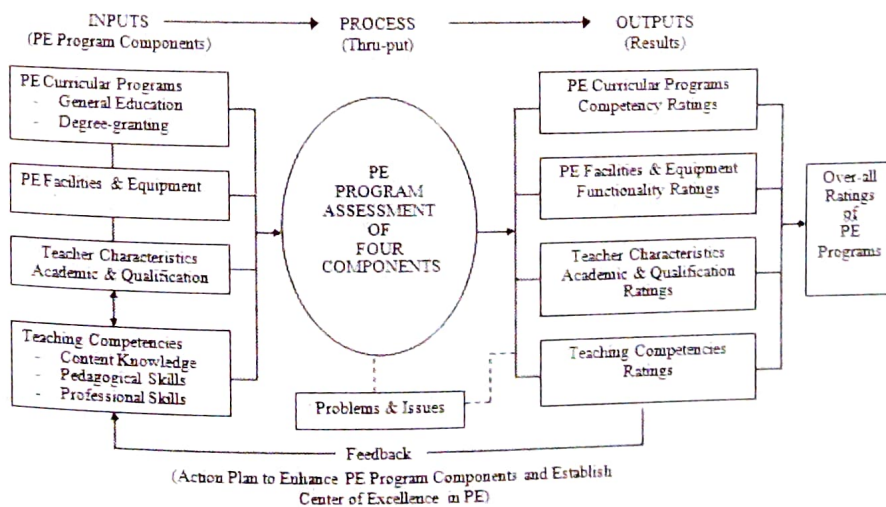 INPUTS
(PE Program Components)
PROCESS
(Thru-put)
OUTPUTS
(Results)
PE Curricular Programs
- General Education
- Degree-granting
PE Facilities & Equipment
Teacher Characteristics
Academic & Qualification
Teaching Competencies
- Content Knowledge
- Pedagogical Skills
- Professional Skills
PE
PROGRAM
ASSESSMENT
OF
FOUR
COMPONENTS
Problems & Issues
PE Curricular Programs
Competency Ratings
PE Facilities & Equipment
Functionality Ratings
Teacher Characteristics
Academic & Qualification
Ratings
Teaching Competencies
Ratings
Over-all
Ratings
of
PE
Programs
Feedback
(Action Plan to Enhance PE Program Components and Establish
Center of Excellence in PE)